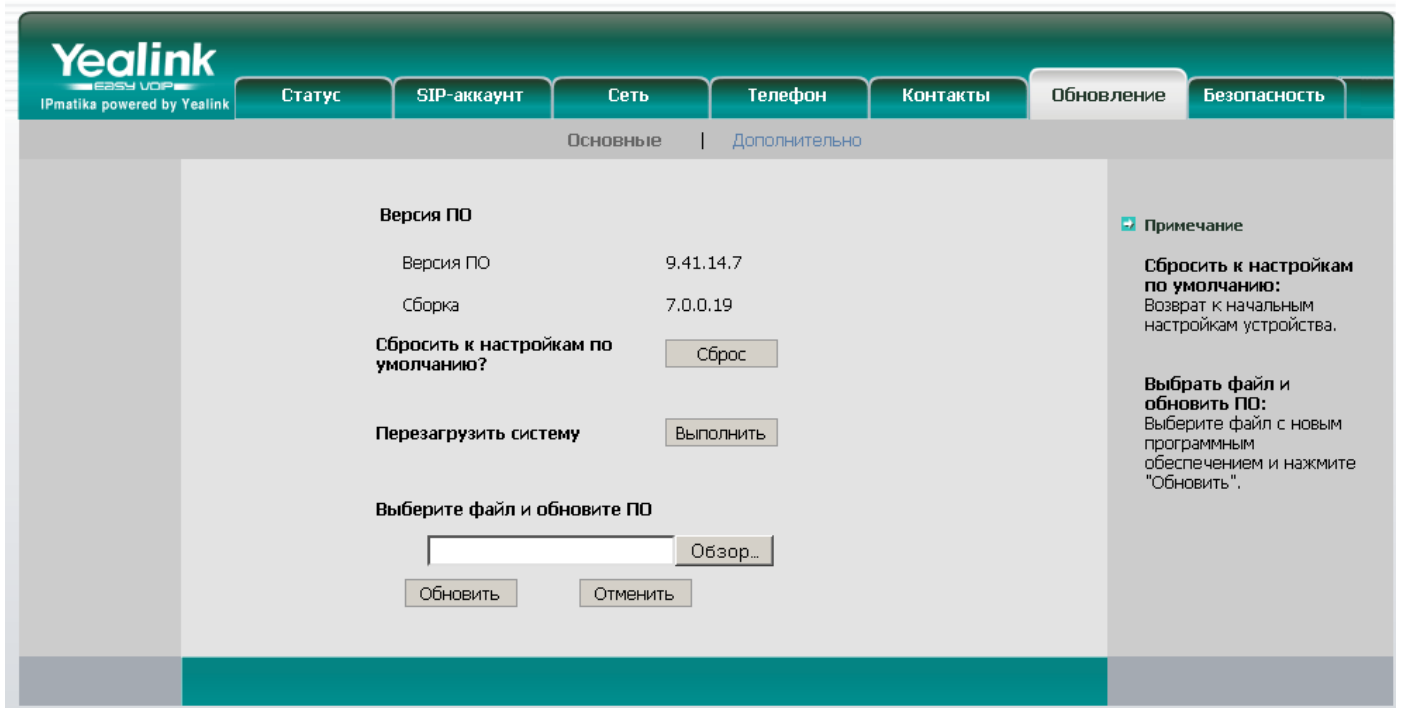 Yealink
EASY VOIP
IPmatika powered by Yealink
Статус
SIP-аккаунт
Сеть
Телефон
Контакты
Обновление
Безопасность
Основные | Дополнительно
Версия ПО
Версия ПО 9.41.14.7
Сборка 7.0.0.19
Сбросить к настройкам по
умолчанию?
Сброс
Перезагрузить систему Выполнить
Выберите файл и обновите ПО
Обзор...
Обновить Отменить
Примечание
Сбросить к настройкам
по умолчанию:
Возврат к начальным
настройкам устройства.
Выбрать файл и
обновить ПО:
Выберите файл с новым
программным
обеспечением и нажмите
"Обновить".